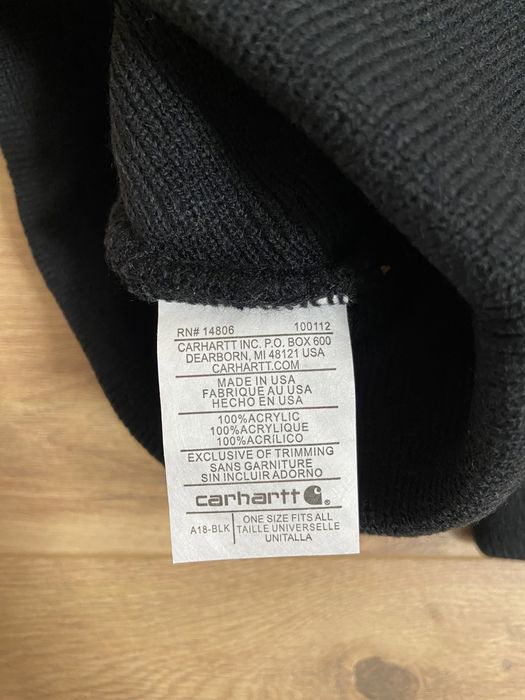 RN# 14806 100112
CARHARTT INC. P.O. BOX 600
DEARBORN, MI 48121 USA
CARHARTT.COM
MADE IN USA
FABRIQUE AU USA
HECHO EN USA
100%ACRYLIC
100%ACRYLIQUE
100%ACRÍLICO
EXCLUSIVE OF TRIMMING
SANS GARNITURE
SIN INCLUIR ADORNO
carhartt ®
A18-BLK
ONE SIZE FITS ALL
TAILLE UNIVERSELLE
UNITALLA